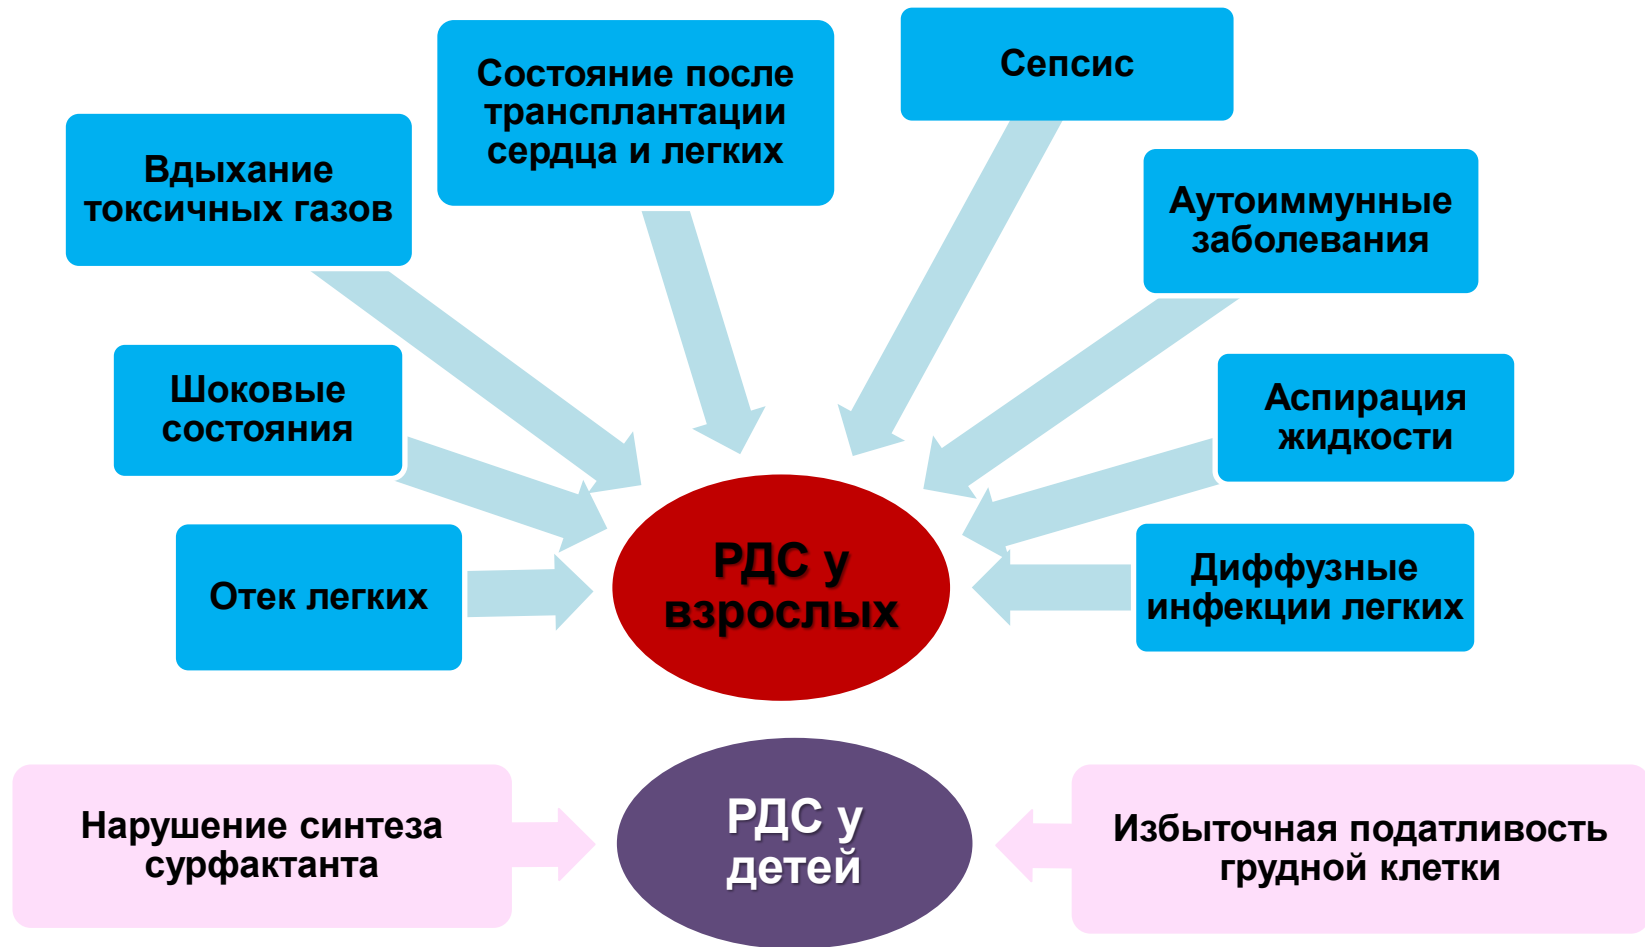 Состояние после
трансплантации
сердца и легких
Сепсис
Вдыхание
токсичных газов
Аутоиммунные
заболевания
Шоковые
состояния
Аспирация
жидкости
Отек легких
РДС у
взрослых
Диффузные
инфекции легких
Нарушение синтеза
сурфактанта
РДС у
детей
Избыточная податливость
грудной клетки